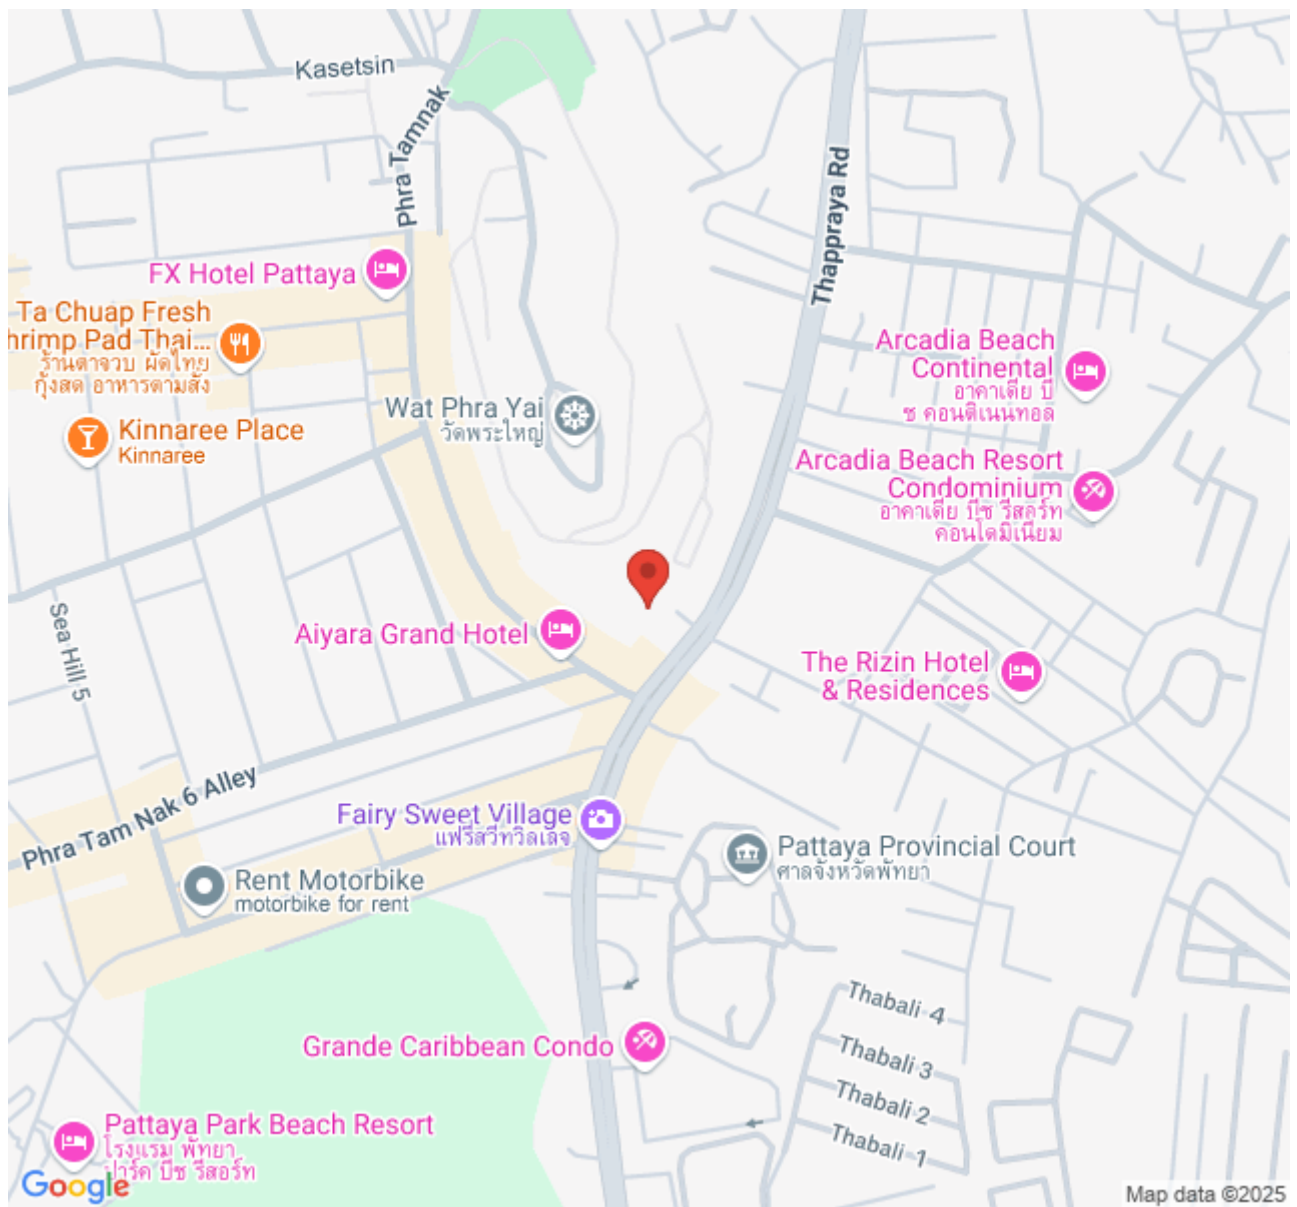 Kasetsin
Phra Tamnak
Thappraya Rd
FX Hotel Pattaya
Ta Chuap Fresh
hrimp Pad Thai...
ร้านตาจวบ ผัดไทย
กุ้งสด อาหารตามสั่ง
Arcadia Beach
Continental
อาคาเดีย บี
ช คอนติเนนทอล
Wat Phra Yai
วัดพระใหญ่
Kinnaree Place
Kinnaree
Arcadia Beach Resort
Condominium
อาคาเดีย บีช รีสอร์ท
คอนโดมิเนียม
Sea Hill 5
Aiyara Grand Hotel
The Rizin Hotel
& Residences
Phra Tam Nak 6 Alley
Fairy Sweet Village
แฟรี่สวีทวิลเลจ
Pattaya Provincial Court
ศาลจังหวัดพัทยา
Rent Motorbike
motorbike for rent
Thabali 4
Grande Caribbean Condo
Thabali 3
Thabali 2
Thabali 1
Pattaya Park Beach Resort
โรงแรม พัทยา
ปาร์ค บีช รีสอร์ท
Google
Map data ©2025